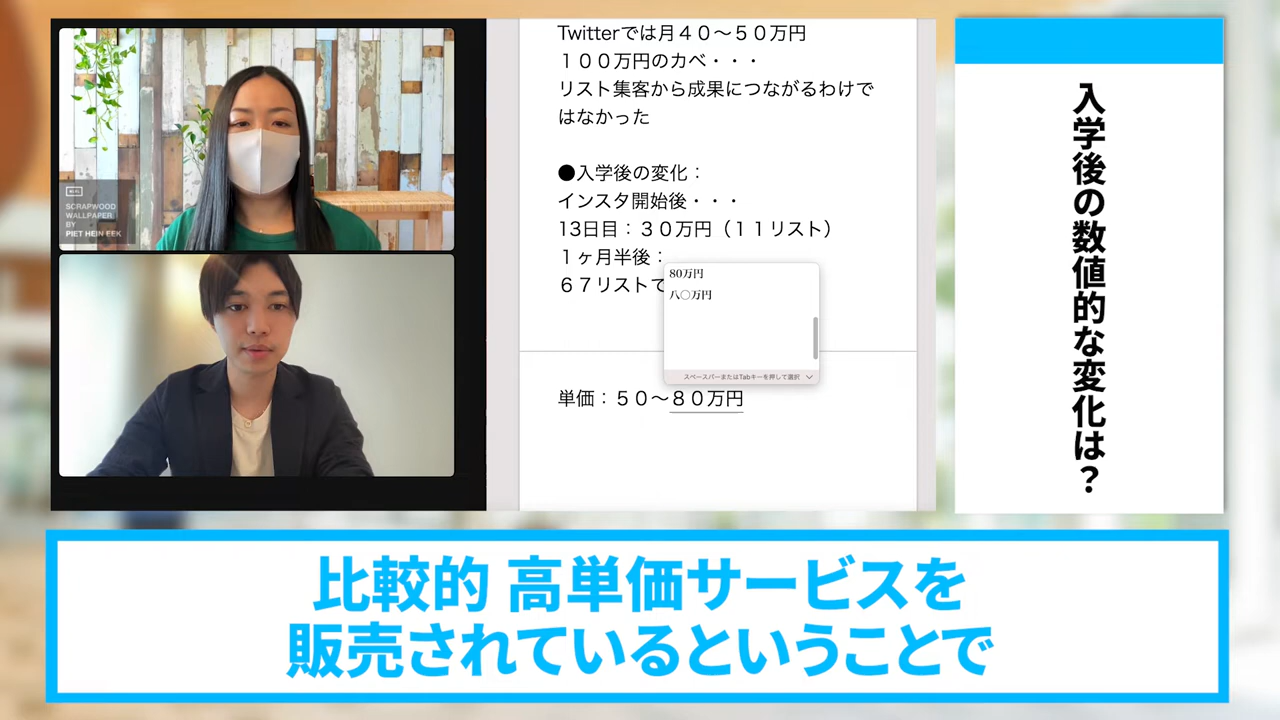 SCRAPWOOD
WALLPAPER
BY
PIET HEIN EEK
Twitterでは月４０〜５０万円
１００万円のカベ・・・
リスト集客から成果につながるわけで
はなかった
●入学後の変化：
インスタ開始後・・・
13日目：３０万円（１１リスト）
１ヶ月半後：
６７リストで
80万円
八〇万円
スペースバーまたはTabキーを押して選択
単価：５０〜８０万円
入学後の数値的な変化は？
比較的 高単価サービスを
販売されているということで